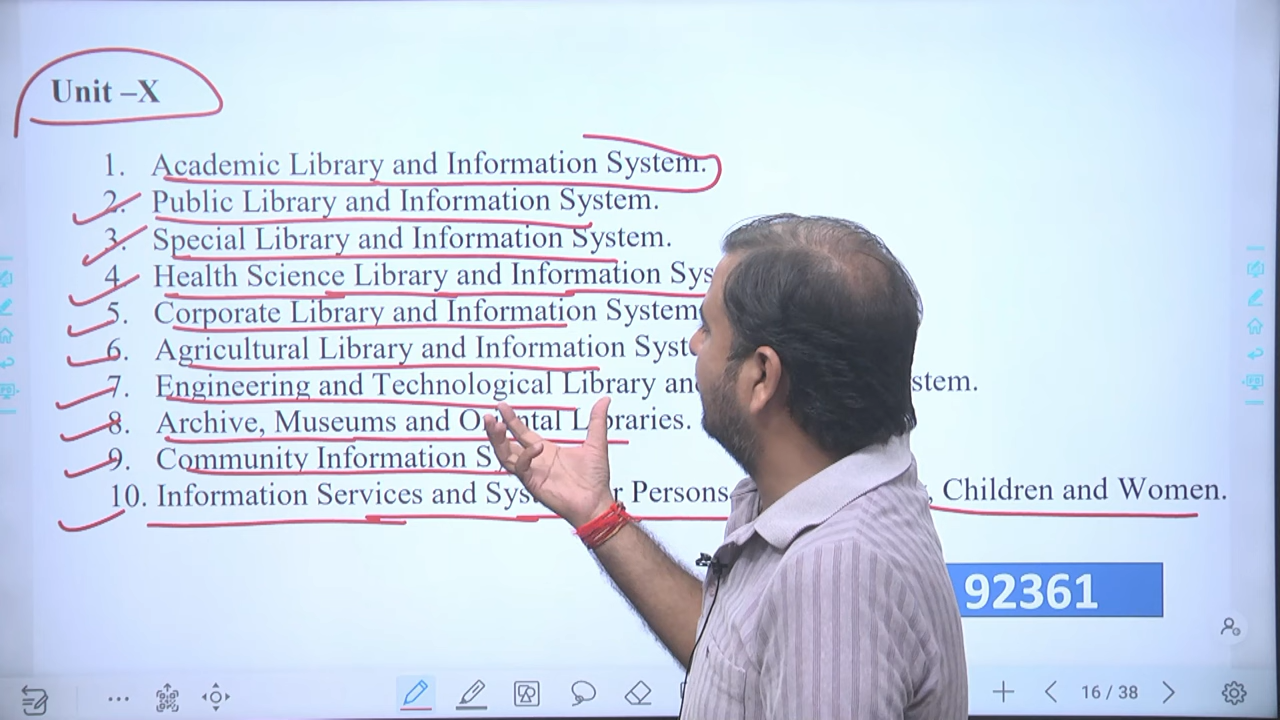 Unit –X
1. Academic Library and Information System.
2. Public Library and Information System.
3. Special Library and Information System.
4. Health Science Library and Information
5. Corporate Library and Information System
6. Agricultural Library and Information
7. Engineering and Technological Library
8. Archive, Museums and Oriental Libraries.
9. Community Information
10. Information Services and Persons Children and Women.
92361
16 / 38